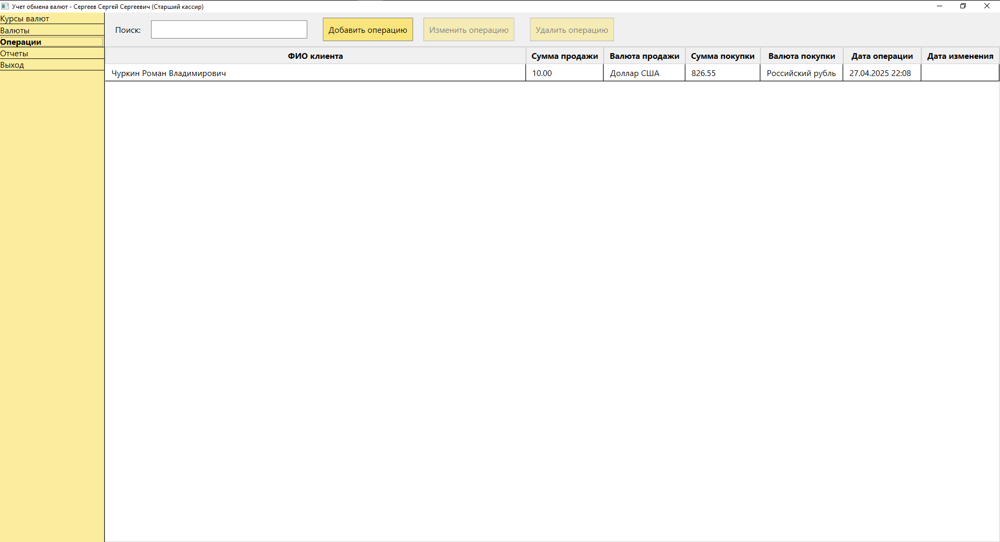 Учет обмена валют - Сергеев Сергей Сергеевич (Старший кассир)
Курсы валют
Валюты
Операции
Отчеты
Выход
Поиск: Добавить операцию Изменить операцию Удалить операцию
ФИО клиента Сумма продажи Валюта продажи Сумма покупки Валюта покупки Дата операции Дата изменения
Чуркин Роман Владимирович 10.00 Доллар США 826.55 Российский рубль 27.04.2025 22:08